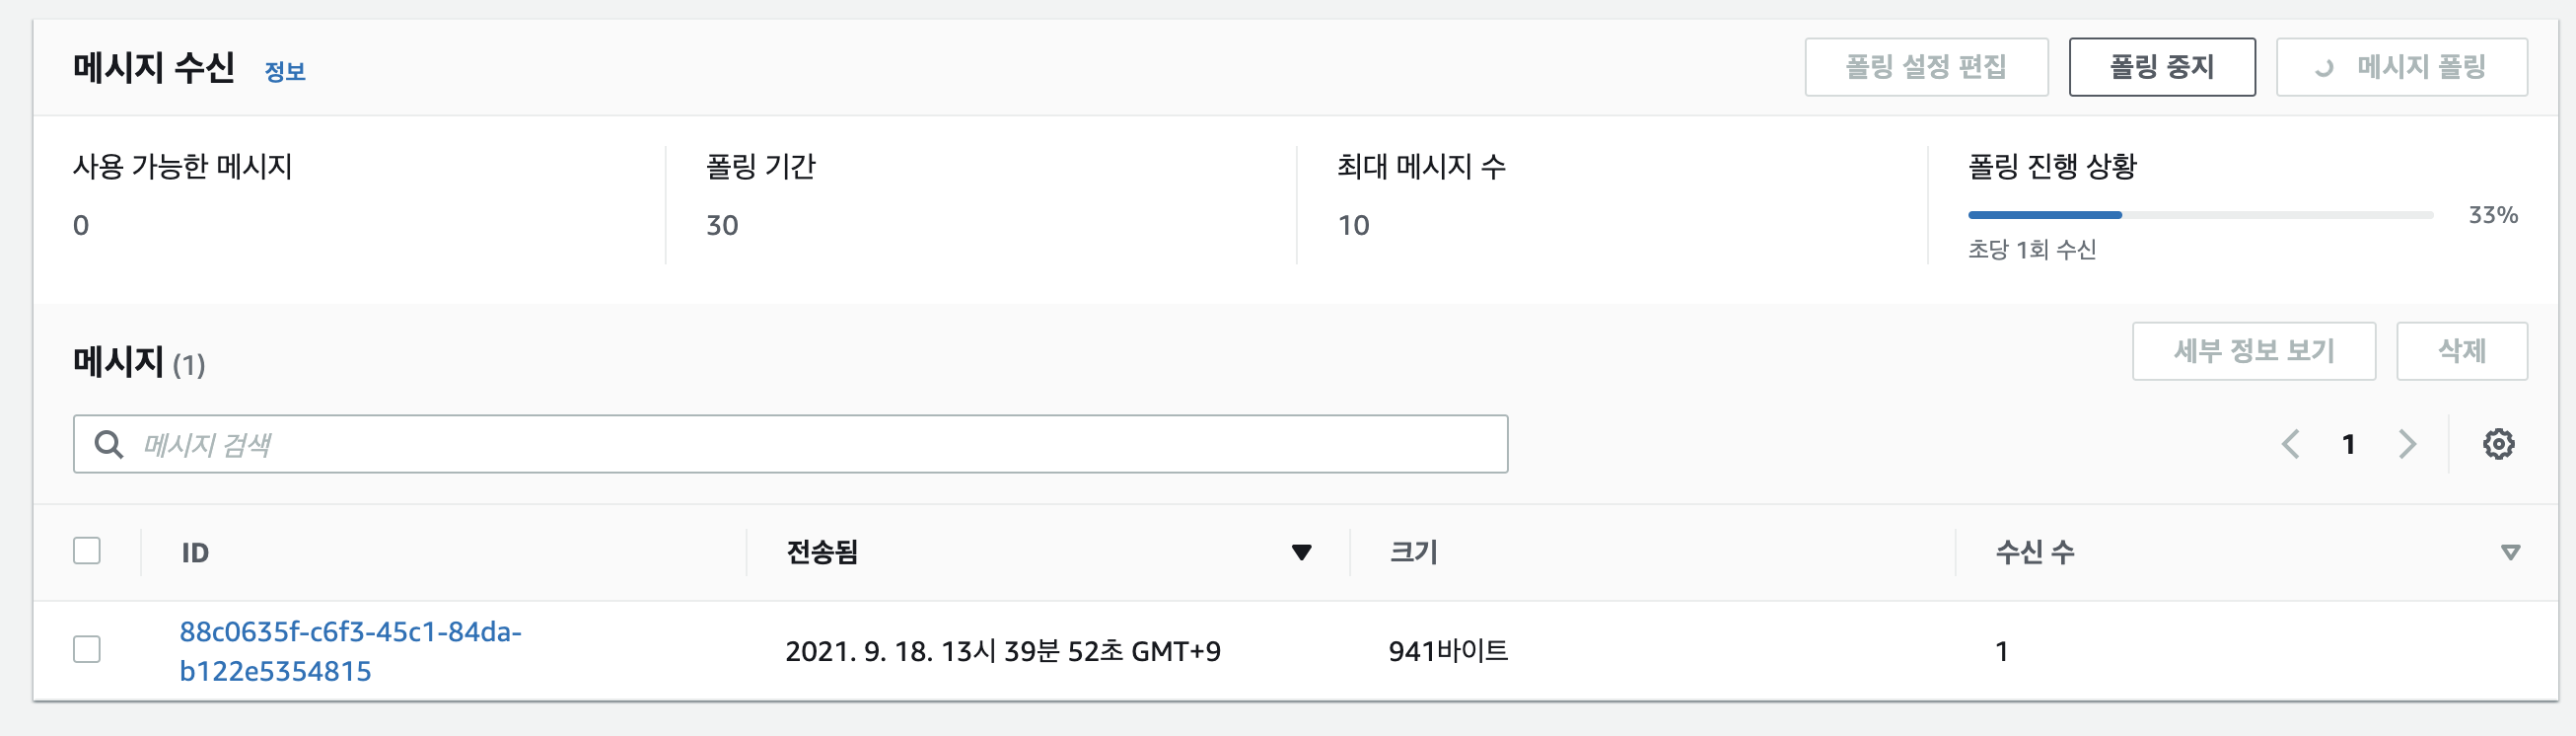 메시지 수신 정보 폴링 설정 편집 폴링 중지 메시지 폴링
사용 가능한 메시지 폴링 기간 최대 메시지 수 폴링 진행 상황
0 30 10 33%
초당 1회 수신
메시지 (1) 세부 정보 보기 삭제
메시지 검색 1
ID 전송됨 크기 수신 수
88c0635f-c6f3-45c1-84da-
b122e5354815
2021. 9. 18. 13시 39분 52초 GMT+9 941바이트 1